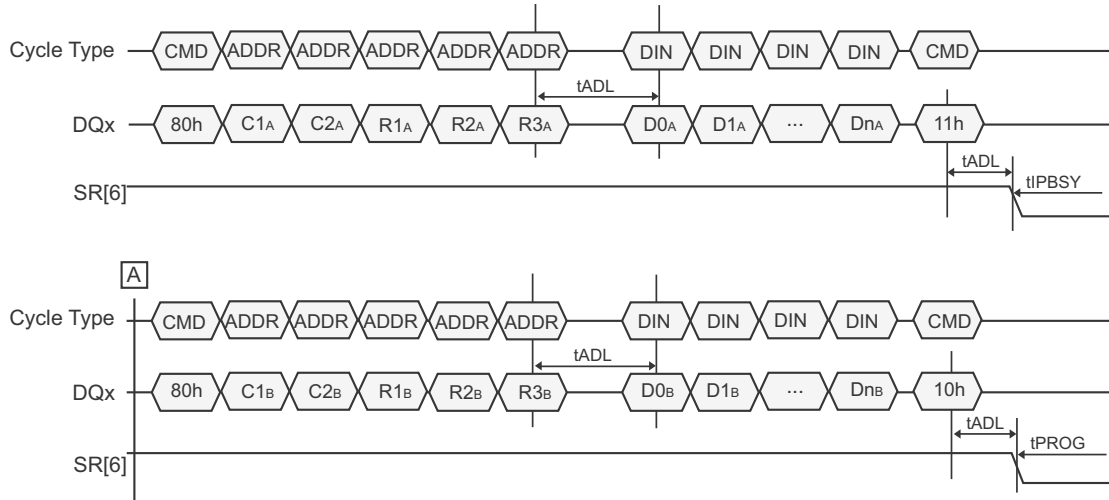 Cycle Type CMD ADDR ADDR ADDR ADDR ADDR DIN DIN DIN DIN CMD
tADL
DQx 80h C1A C2A R1A R2A R3A D0A D1A ... DnA 11h
tADL
SR[6] tIPBSY
A
Cycle Type CMD ADDR ADDR ADDR ADDR ADDR DIN DIN DIN DIN CMD
tADL
DQx 80h C1B C2B R1B R2B R3B D0B D1B ... DnB 10h
tADL
SR[6] tPROG